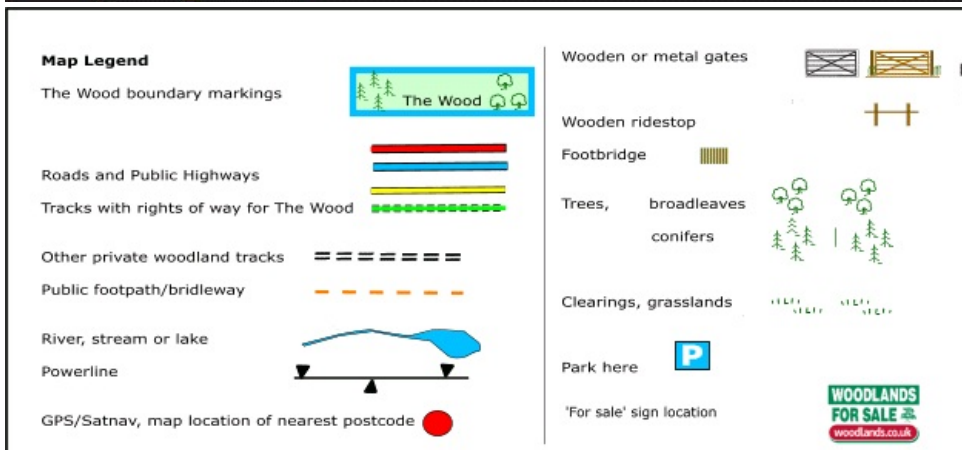 Map Legend
The Wood boundary markings
The Wood
Roads and Public Highways
Tracks with rights of way for The Wood
Other private woodland tracks
Public footpath/bridleway
River, stream or lake
Powerline
GPS/Satnav, map location of nearest postcode
Wooden or metal gates
Wooden ridestop
Footbridge
Trees, broadleaves
conifers
Clearings, grasslands
Park here
P
'For sale' sign location
WOODLANDS
FOR SALE
woodlands.co.uk